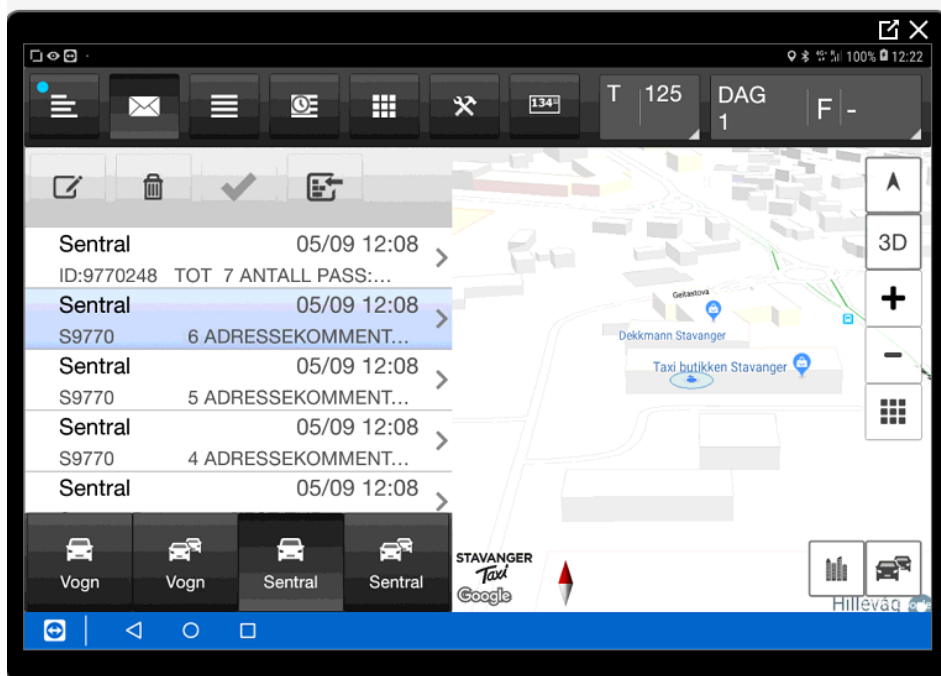 100% 12:22
134
T 125
DAG
1
F -
Sentral 05/09 12:08
ID:9770248 TOT 7 ANTALL PASS:...
Sentral 05/09 12:08
S9770 6 ADRESSEKOMMENT...
Sentral 05/09 12:08
S9770 5 ADRESSEKOMMENT...
Sentral 05/09 12:08
S9770 4 ADRESSEKOMMENT...
Sentral 05/09 12:08
Vogn
Vogn
Sentral
Sentral
3D
+
−
Geitastova
Dekkmann Stavanger
Taxi butikken Stavanger
STAVANGER
Taxi
Google
Hillevåg